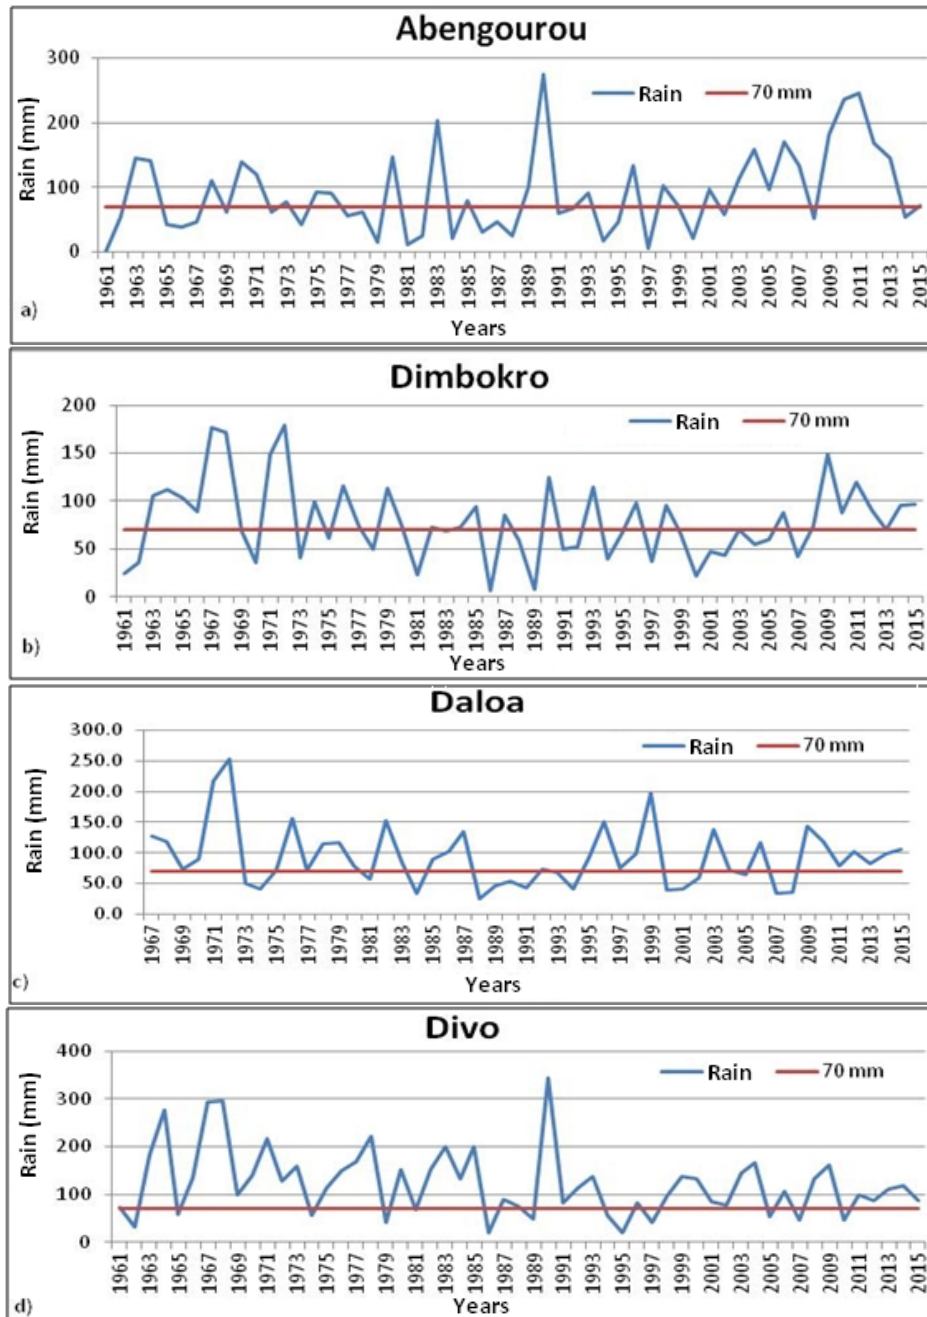 Abengourou
300
200
100
0
Rain (mm)
Rain 70 mm
1961 1963 1965 1967 1969 1971 1973 1975 1977 1979 1981 1983 1985 1987 1989 1991 1993 1995 1997 1999 2001 2003 2005 2007 2009 2011 2013 2015
a)
Years
Dimbokro
200
150
100
50
0
Rain (mm)
Rain 70 mm
1961 1963 1965 1967 1969 1971 1973 1975 1977 1979 1981 1983 1985 1987 1989 1991 1993 1995 1997 1999 2001 2003 2005 2007 2009 2011 2013 2015
b)
Years
Daloa
300.0
250.0
200.0
150.0
100.0
50.0
0.0
Rain (mm)
Rain 70 mm
1967 1969 1971 1973 1975 1977 1979 1981 1983 1985 1987 1989 1991 1993 1995 1997 1999 2001 2003 2005 2007 2009 2011 2013 2015
c)
Years
Divo
400
300
200
100
0
Rain (mm)
Rain 70 mm
1961 1963 1965 1967 1969 1971 1973 1975 1977 1979 1981 1983 1985 1987 1989 1991 1993 1995 1997 1999 2001 2003 2005 2007 2009 2011 2013 2015
d)
Years